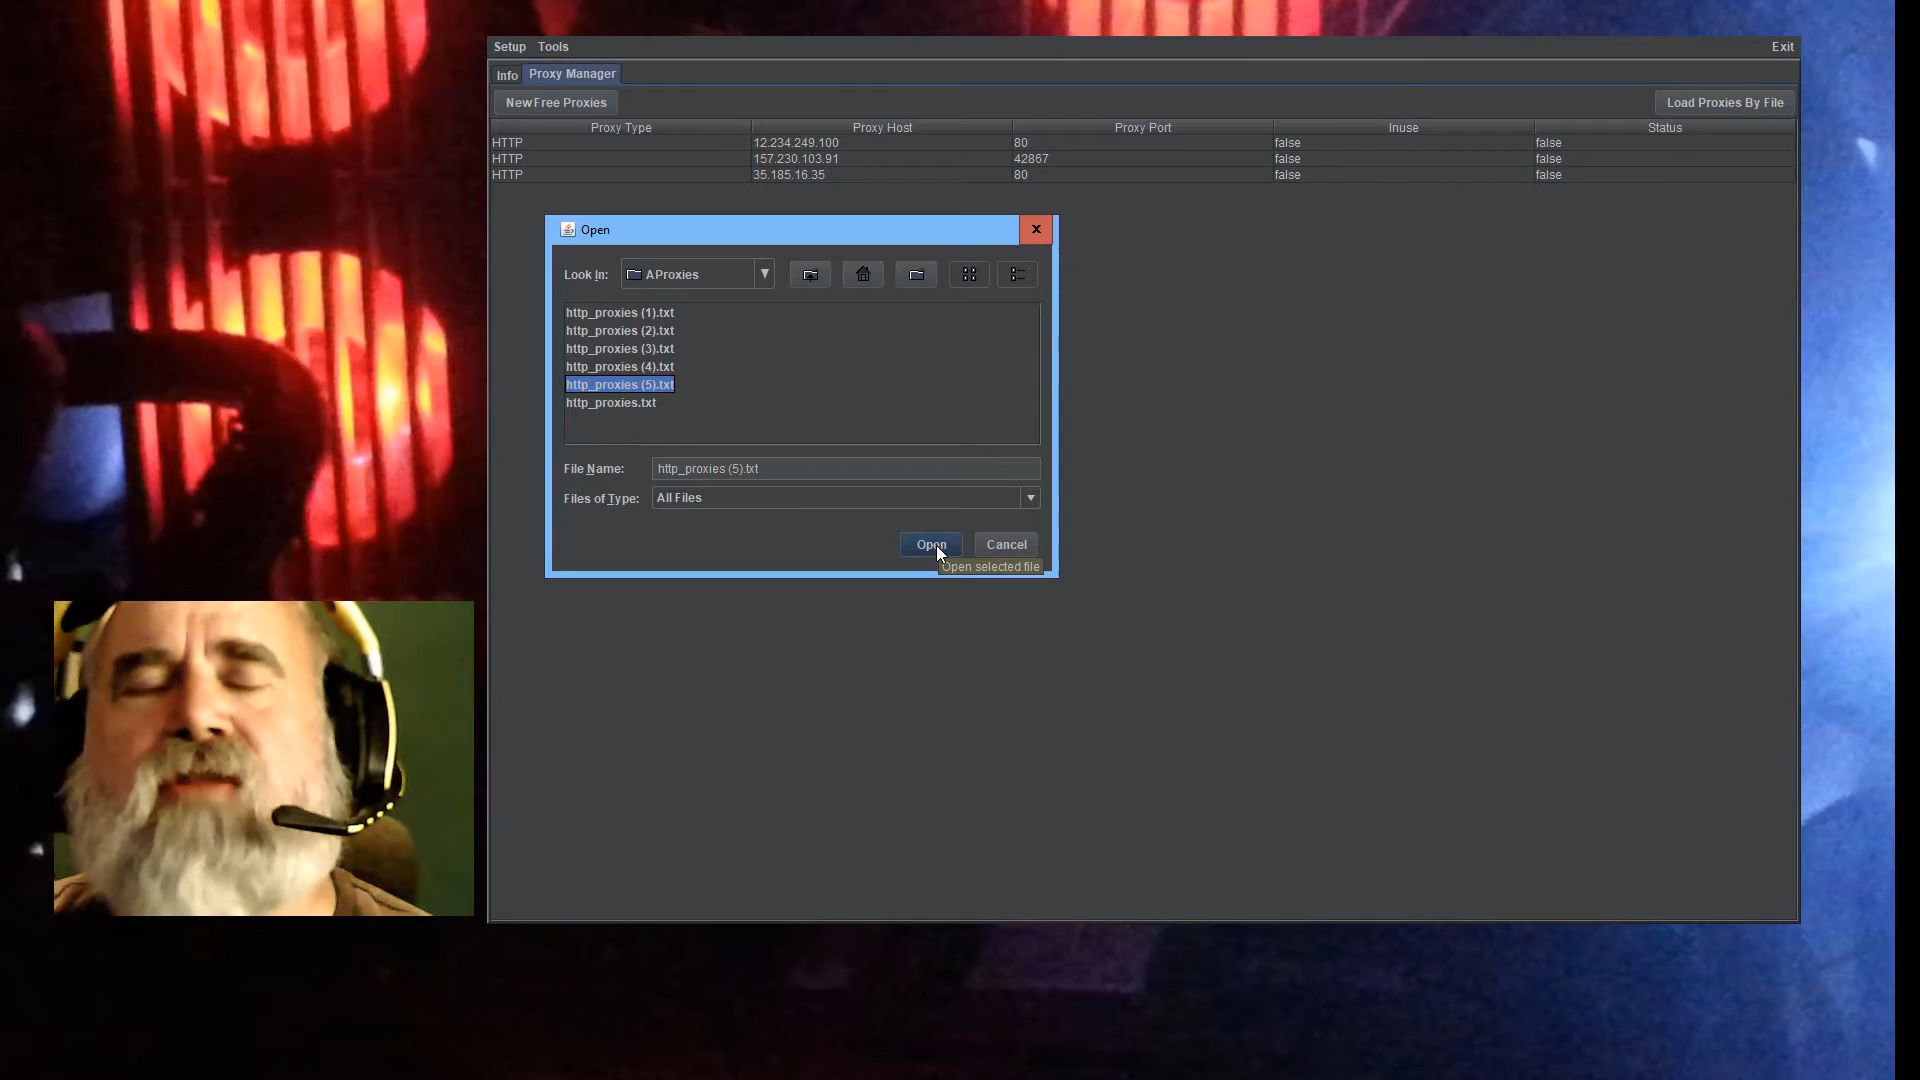 Setup Tools Exit
Info Proxy Manager
New Free Proxies Load Proxies By File
Proxy Type Proxy Host Proxy Port Inuse Status
HTTP 12.234.249.100 80 false false
HTTP 157.230.103.91 42867 false false
HTTP 35.185.16.35 80 false false
Open x
Look In: AProxies
http_proxies (1).txt
http_proxies (2).txt
http_proxies (3).txt
http_proxies (4).txt
http_proxies (5).txt
http_proxies.txt
File Name: http_proxies (5).txt
Files of Type: All Files
Open Cancel
Open selected file